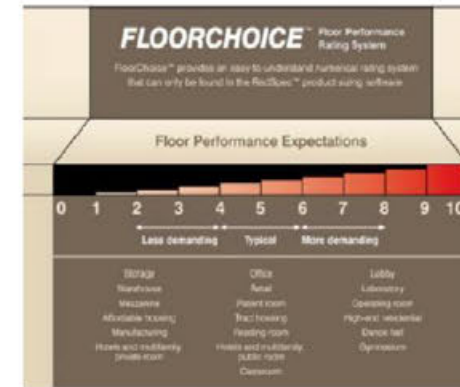 FLOORCHOICE™ Floor Performance
Rating System
FloorChoice™ provides an easy to understand numerical rating system
that can only be found in the RedSpec™ product sizing software
Floor Performance Expectations
0 1 2 3 4 5 6 7 8 9 10
Less demanding Typical More demanding
Storage Office Lobby
Warehouse Retail Laboratory
Mezzanine Patient room Operating room
Affordable housing Tract housing High-end residential
Manufacturing Reading room Dance hall
Hotels and multifamily Hotels and multifamily Gymnasium
private room public room
Classroom